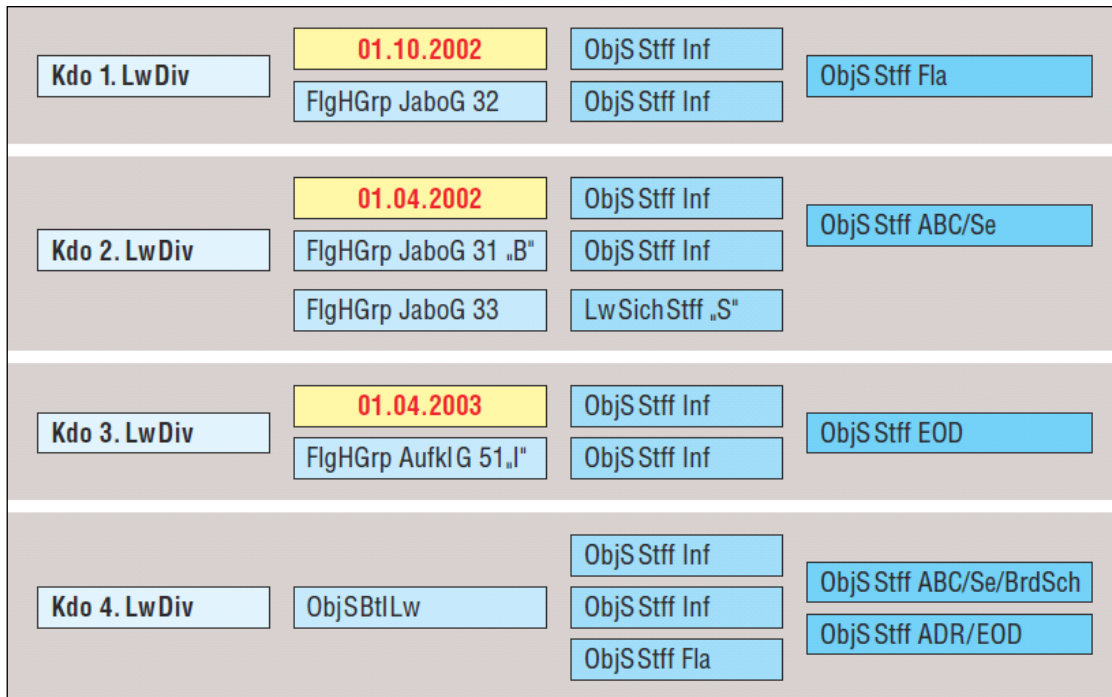 Kdo 1. LwDiv
01.10.2002
FlgHGrp JaboG 32
ObjS Stff Inf
ObjS Stff Inf
ObjS Stff Fla
Kdo 2. LwDiv
01.04.2002
FlgHGrp JaboG 31 „B"
FlgHGrp JaboG 33
ObjS Stff Inf
ObjS Stff Inf
LwSichStff „S"
ObjS Stff ABC/Se
Kdo 3. LwDiv
01.04.2003
FlgHGrp AufklG 51„I"
ObjS Stff Inf
ObjS Stff Inf
ObjS Stff EOD
Kdo 4. LwDiv
ObjSBtlLw
ObjS Stff Inf
ObjS Stff Inf
ObjS Stff Fla
ObjS Stff ABC/Se/BrdSch
ObjS Stff ADR/EOD